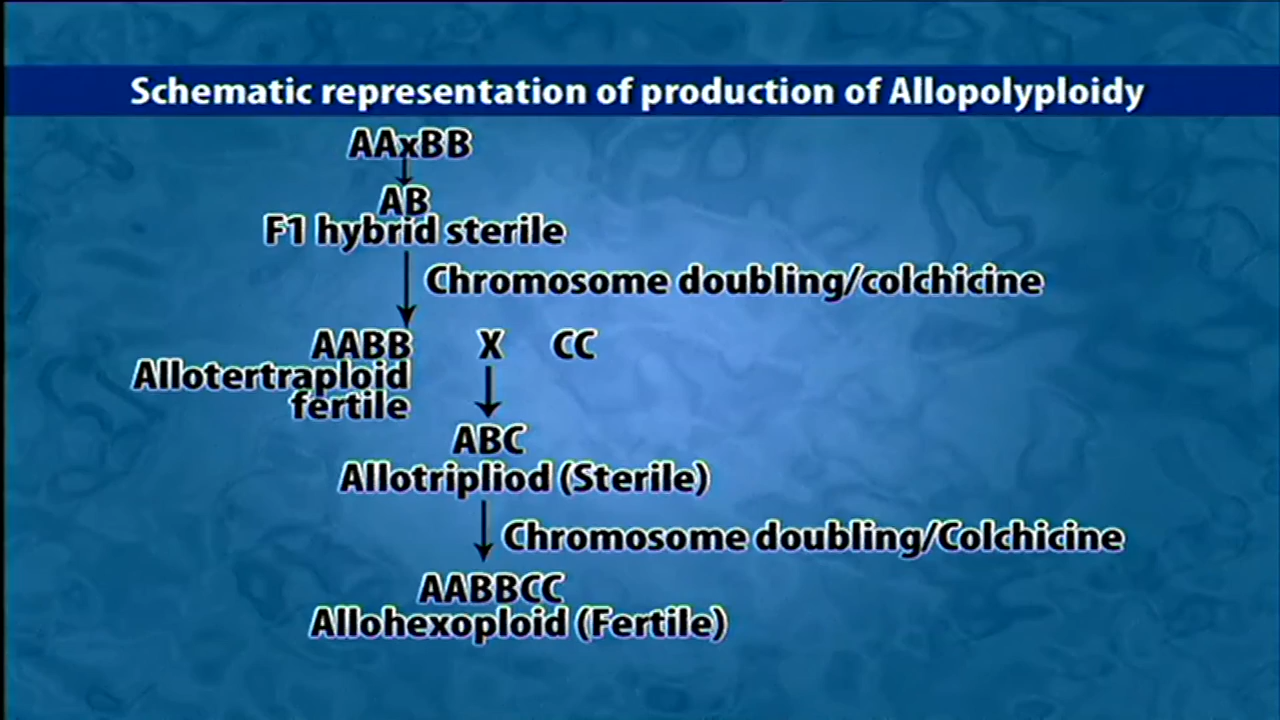 Schematic representation of production of Allopolyploidy
AAxBB
AB
F1 hybrid sterile
Chromosome doubling/colchicine
AABB X CC
Allotertraploid
fertile
ABC
Allotripliod (Sterile)
Chromosome doubling/Colchicine
AABBCC
Allohexoploid (Fertile)